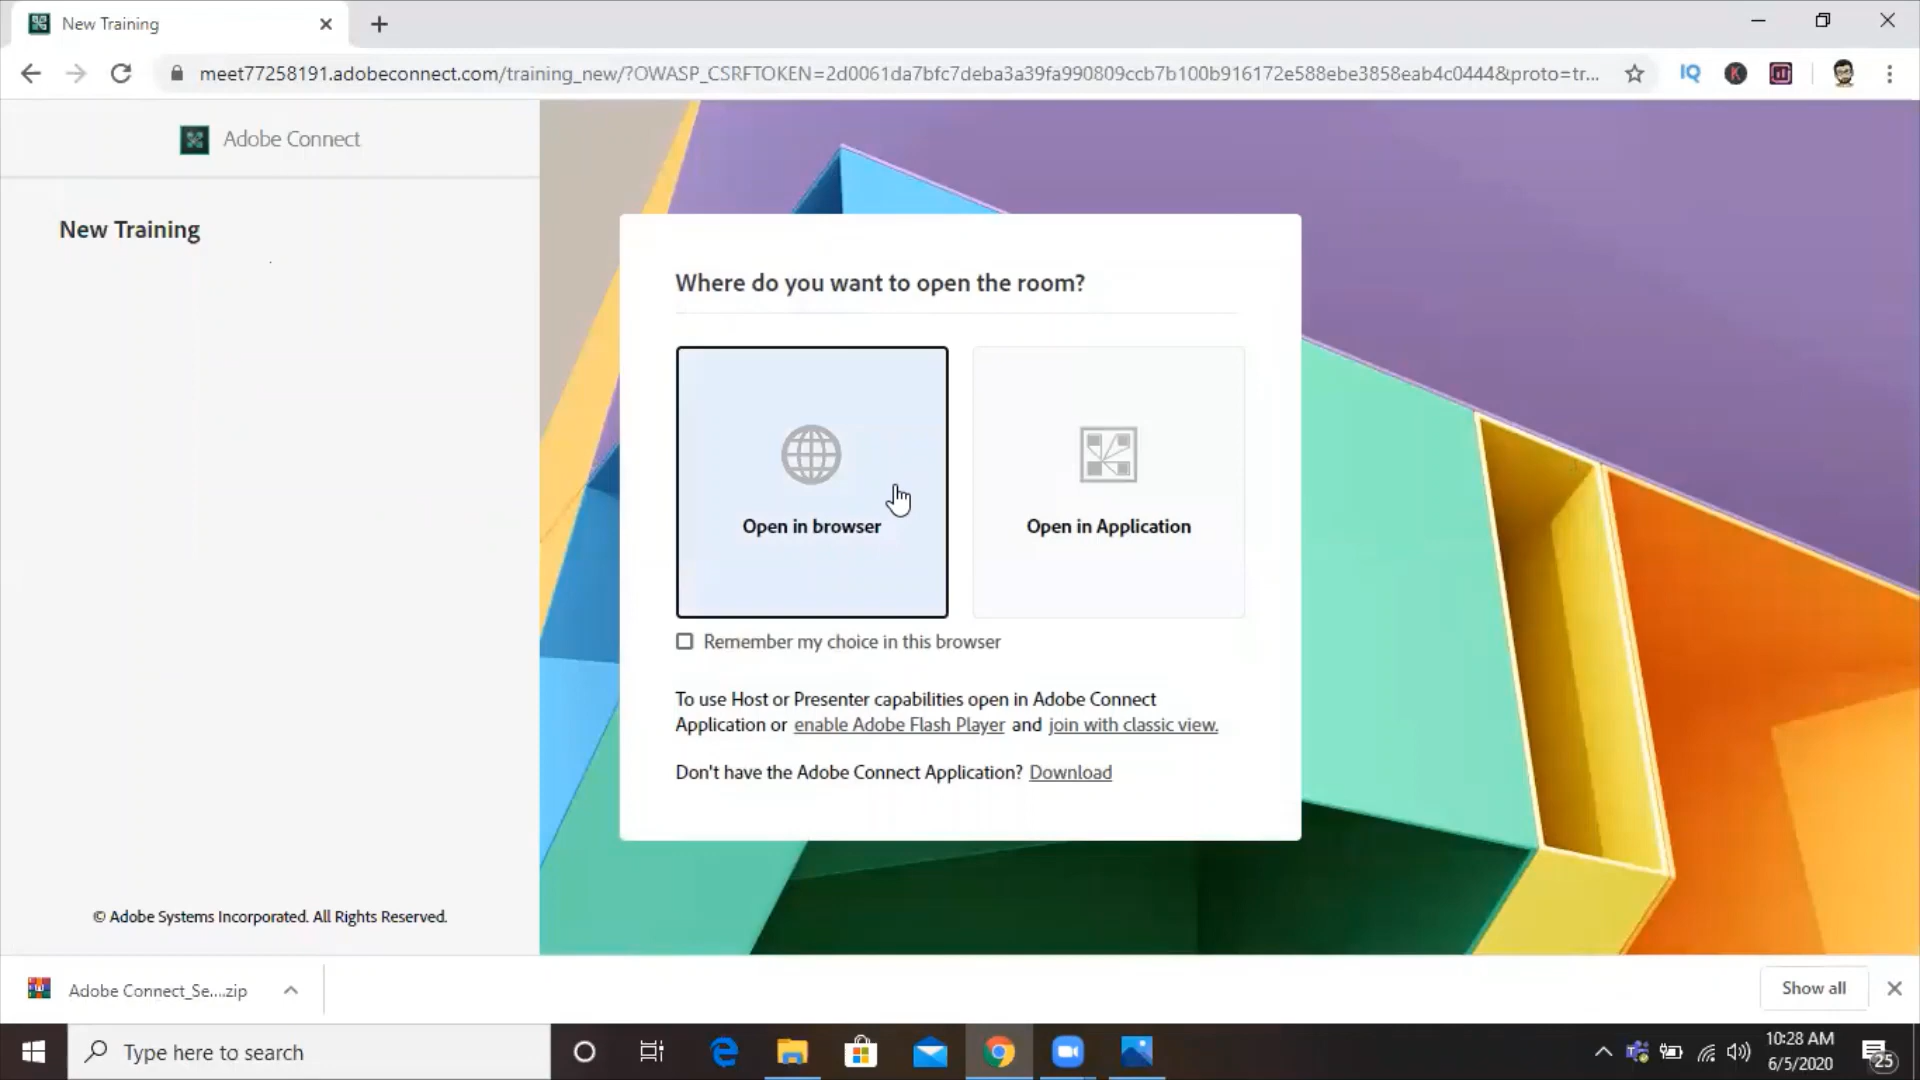 New Training
meet77258191.adobeconnect.com/training_new/?OWASP_CSRFTOKEN=2d0061da7bfc7deba3a39fa990809ccb7b100b916172e588ebe3858eab4c0444&proto=tr...
IQ
K
Adobe Connect
New Training
Where do you want to open the room?
Open in browser
Open in Application
Remember my choice in this browser
To use Host or Presenter capabilities open in Adobe Connect
Application or enable Adobe Flash Player and join with classic view.
Don't have the Adobe Connect Application? Download
© Adobe Systems Incorporated. All Rights Reserved.
Adobe Connect_Se....zip
Show all
Type here to search
10:28 AM
6/5/2020
25